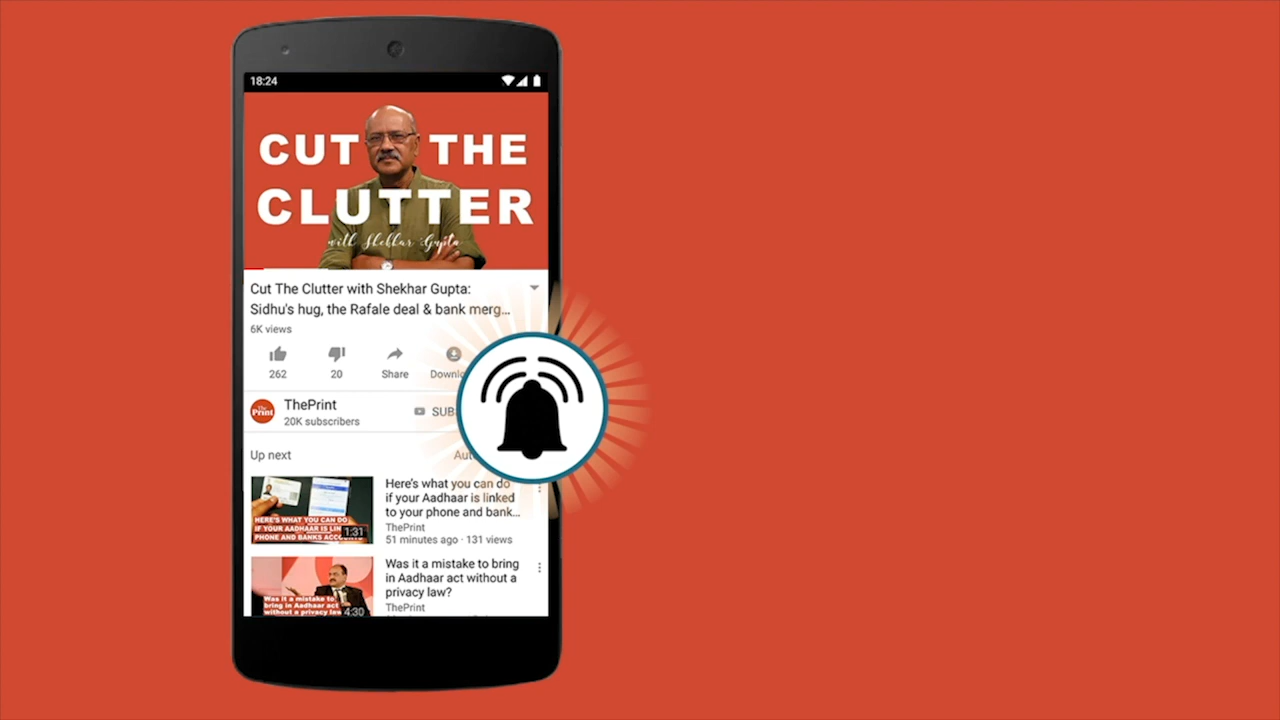 18:24
CUT THE
CLUTTER
with Shekhar Gupta
Cut The Clutter with Shekhar Gupta:
Sidhu's hug, the Rafale deal & bank merg...
6K views
262
20
Share
Downlo
The
Print
ThePrint
20K subscribers
SUB
Up next
Aut
HERE'S WHAT YOU CAN DO
IF YOUR AADHAAR IS LIN
PHONE AND BANKS ACCOUNTS
1:31
Here's what you can do
if your Aadhaar is linked
to your phone and bank...
ThePrint
51 minutes ago · 131 views
Was it a mistake to
bring in Aadhaar act
without a privacy law
4:30
Was it a mistake to bring
in Aadhaar act without a
privacy law?
ThePrint